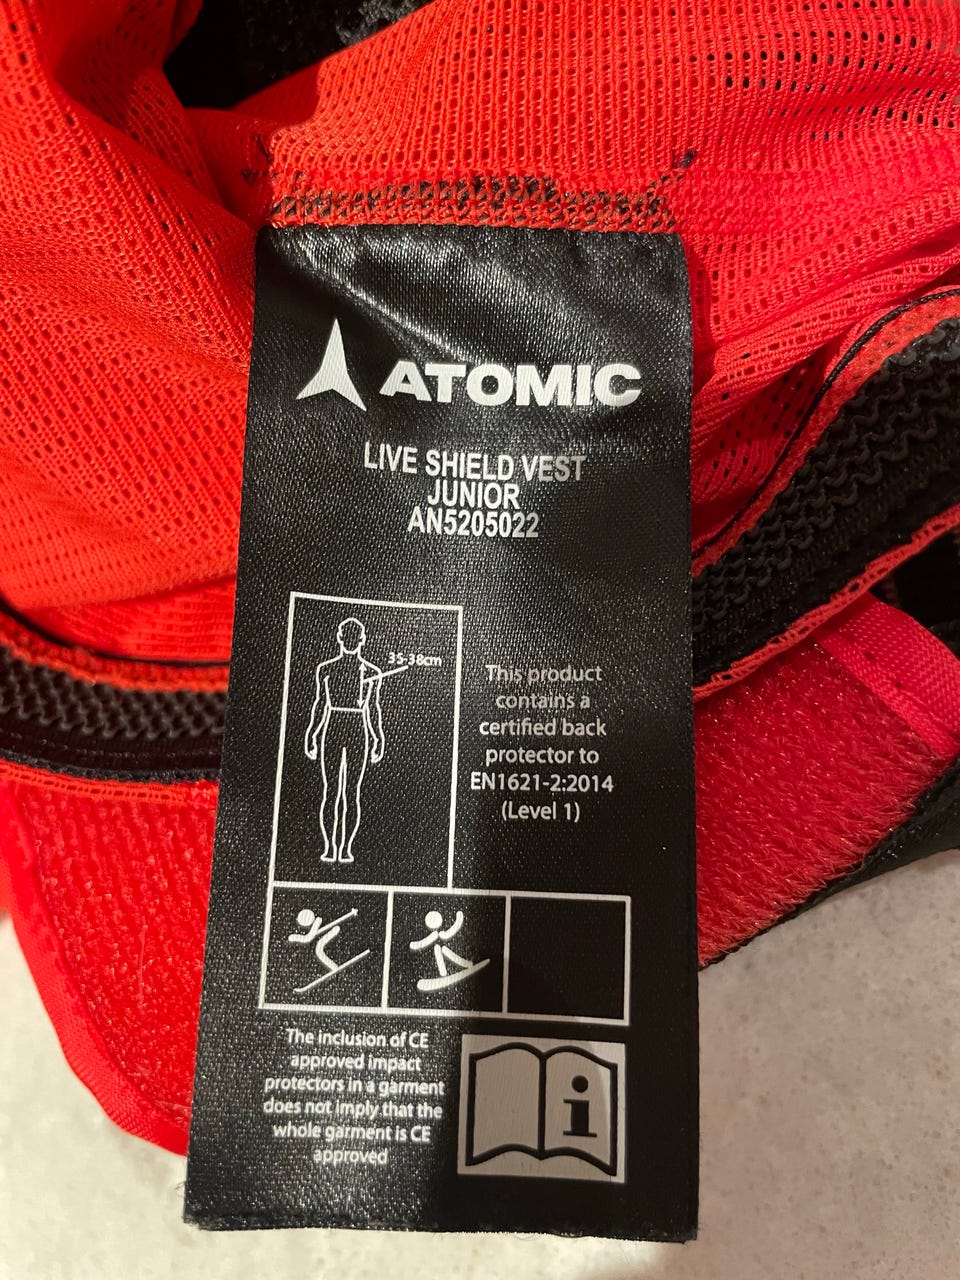 ATOMIC
LIVE SHIELD VEST
JUNIOR
AN5205022
35-38cm
This product
contains a
certified back
protector to
EN1621-2:2014
(Level 1)
The inclusion of CE
approved impact
protectors in a garment
does not imply that the
whole garment is CE
approved
i